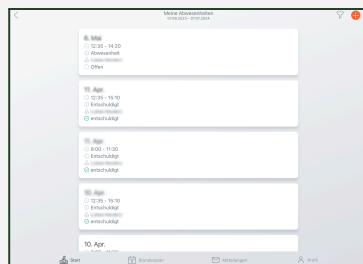 Meine Abwesenheiten
6. Mai
12:35 - 14:20
Abwesenheit
Offen
11. Apr.
12:35 - 15:10
Entschuldigt
entschuldigt
11. Apr.
8:00 - 11:30
Entschuldigt
entschuldigt
10. Apr.
12:35 - 15:10
Entschuldigt
entschuldigt
10. Apr.
Start
Stundenplan
Mitteilungen
Profil